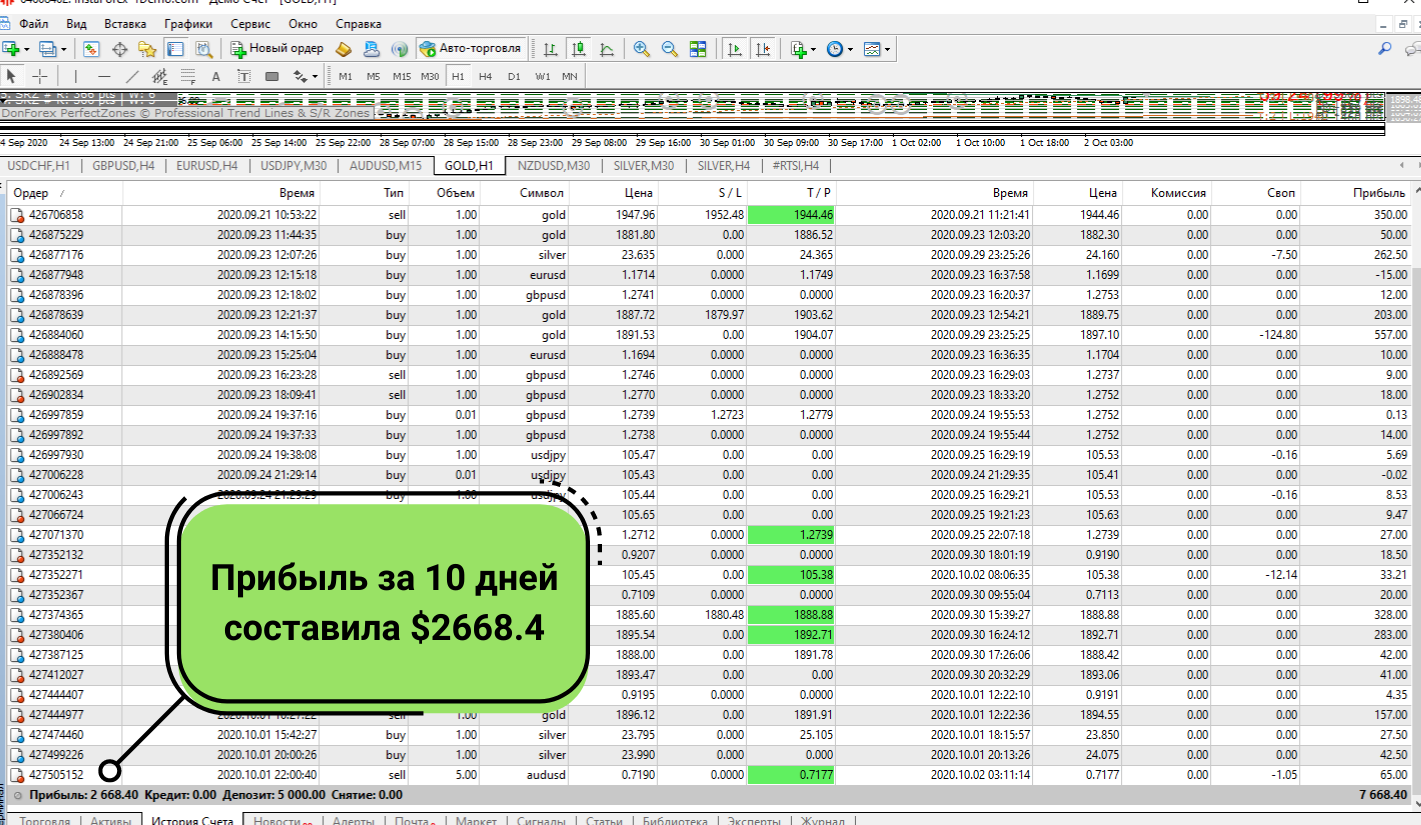 Файл Вид Вставка Графики Сервис Окно Справка
Новый ордер Авто-торговля
A T M1 M5 M15 M30 H1 H4 D1 W1 MN
DonForex PerfectZones © Professional Trend Lines & S/R Zones
4 Sep 2020 24 Sep 13:00 24 Sep 21:00 25 Sep 06:00 25 Sep 14:00 25 Sep 22:00 28 Sep 07:00 28 Sep 15:00 28 Sep 23:00 29 Sep 08:00 29 Sep 16:00 30 Sep 01:00 30 Sep 09:00 30 Sep 17:00 1 Oct 02:00 1 Oct 10:00 1 Oct 18:00 2 Oct 03:00
USDCHF,H1 | GBPUSD,H4 | EURUSD,H4 | USDJPY,M30 | AUDUSD,M15 | GOLD,H1 | NZDUSD,M30 | SILVER,M30 | SILVER,H4 | #RTSI,H4 |
Ордер / Время Тип Объем Символ Цена S / L T / P Время Цена Комиссия Своп Прибыль
426706858 2020.09.21 10:53:22 sell 1.00 gold 1947.96 1952.48 1944.46 2020.09.21 11:21:41 1944.46 0.00 0.00 350.00
426875229 2020.09.23 11:44:35 buy 1.00 gold 1881.80 0.00 1886.52 2020.09.23 12:03:20 1882.30 0.00 0.00 50.00
426877176 2020.09.23 12:07:26 buy 1.00 silver 23.635 0.000 24.365 2020.09.29 23:25:26 24.160 0.00 -7.50 262.50
426877948 2020.09.23 12:15:18 buy 1.00 eurusd 1.1714 0.0000 1.1749 2020.09.23 16:37:58 1.1699 0.00 0.00 -15.00
426878396 2020.09.23 12:18:02 buy 1.00 gbpusd 1.2741 0.0000 0.0000 2020.09.23 16:20:37 1.2753 0.00 0.00 12.00
426878639 2020.09.23 12:21:37 buy 1.00 gold 1887.72 1879.97 1903.62 2020.09.23 12:54:21 1889.75 0.00 0.00 203.00
426884060 2020.09.23 14:15:50 buy 1.00 gold 1891.53 0.00 1904.07 2020.09.29 23:25:25 1897.10 0.00 -124.80 557.00
426888478 2020.09.23 15:25:04 buy 1.00 eurusd 1.1694 0.0000 0.0000 2020.09.23 16:36:35 1.1704 0.00 0.00 10.00
426892569 2020.09.23 16:23:28 sell 1.00 gbpusd 1.2746 0.0000 0.0000 2020.09.23 16:29:03 1.2737 0.00 0.00 9.00
426902834 2020.09.23 18:09:41 sell 1.00 gbpusd 1.2770 0.0000 0.0000 2020.09.23 18:33:20 1.2752 0.00 0.00 18.00
426997859 2020.09.24 19:37:16 buy 0.01 gbpusd 1.2739 1.2723 1.2779 2020.09.24 19:55:53 1.2752 0.00 0.00 0.13
426997892 2020.09.24 19:37:33 buy 1.00 gbpusd 1.2738 0.0000 0.0000 2020.09.24 19:55:44 1.2752 0.00 0.00 14.00
426997930 2020.09.24 19:38:08 buy 1.00 usdjpy 105.47 0.00 0.00 2020.09.25 16:29:19 105.53 0.00 -0.16 5.69
427006228 2020.09.24 21:29:14 buy 0.01 usdjpy 105.43 0.00 0.00 2020.09.24 21:29:35 105.41 0.00 0.00 -0.02
427006243 buy 1.00 usdjpy 105.44 0.00 0.00 2020.09.25 16:29:21 105.53 0.00 -0.16 8.53
427066724 105.65 0.00 0.00 2020.09.25 19:21:23 105.63 0.00 0.00 9.47
427071370 1.2712 0.0000 1.2739 2020.09.25 22:07:18 1.2739 0.00 0.00 27.00
427352132 0.9207 0.0000 0.0000 2020.09.30 18:01:19 0.9190 0.00 0.00 18.50
427352271 105.45 0.00 105.38 2020.10.02 08:06:35 105.38 0.00 -12.14 33.21
427352367 0.7109 0.0000 0.0000 2020.09.30 09:55:04 0.7113 0.00 0.00 20.00
427374365 1885.60 1880.48 1888.88 2020.09.30 15:39:27 1888.88 0.00 0.00 328.00
427380406 1895.54 0.00 1892.71 2020.09.30 16:24:12 1892.71 0.00 0.00 283.00
427387125 1888.00 0.00 1891.78 2020.09.30 17:26:06 1888.42 0.00 0.00 42.00
427412027 1893.47 0.00 0.00 2020.09.30 20:32:29 1893.06 0.00 0.00 41.00
427444407 0.9195 0.0000 0.0000 2020.10.01 12:22:10 0.9191 0.00 0.00 4.35
427444977 2020.10.01 10:27:22 sell 1.00 gold 1896.12 0.00 1891.91 2020.10.01 12:22:36 1894.55 0.00 0.00 157.00
427474460 2020.10.01 15:42:27 buy 1.00 silver 23.795 0.000 25.105 2020.10.01 18:15:57 23.850 0.00 0.00 27.50
427499226 2020.10.01 20:00:26 buy 1.00 silver 23.990 0.000 0.000 2020.10.01 20:13:26 24.075 0.00 0.00 42.50
427505152 2020.10.01 22:00:40 sell 5.00 audusd 0.7190 0.0000 0.7177 2020.10.02 03:11:14 0.7177 0.00 -1.05 65.00
Прибыль за 10 дней
составила $2668.4
Прибыль: 2 668.40 Кредит: 0.00 Депозит: 5 000.00 Снятие: 0.00 7 668.40
Торговля | Активы | История Счета | Новости | Алерты | Почта | Маркет | Сигналы | Статьи | Библиотека | Эксперты | Журнал |